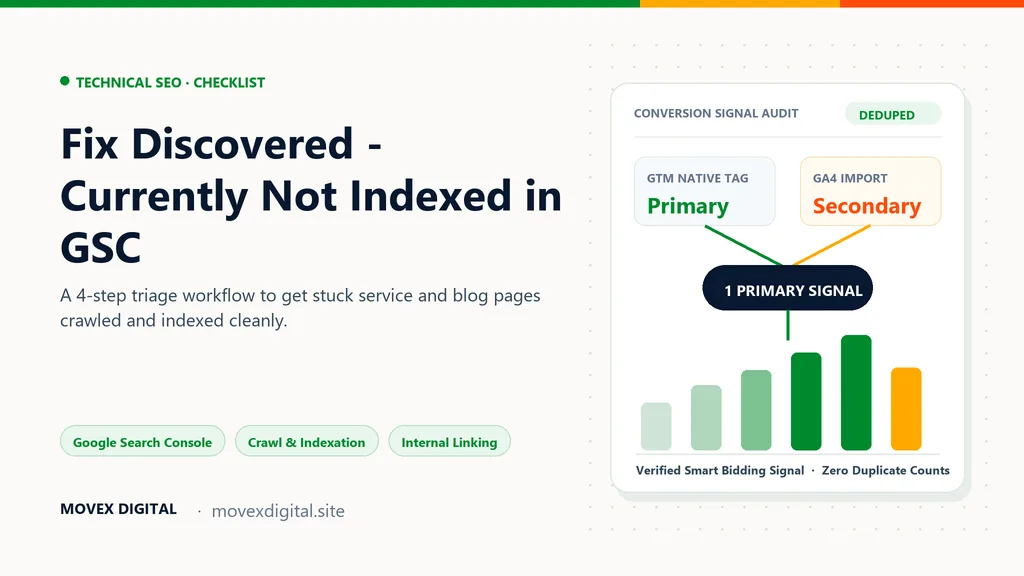 TECHNICAL SEO · CHECKLIST
Fix Discovered -
Currently Not Indexed in
GSC
A 4-step triage workflow to get stuck service and blog pages
crawled and indexed cleanly.
Google Search Console
Crawl & Indexation
Internal Linking
MOVEX DIGITAL · movexdigital.site
CONVERSION SIGNAL AUDIT
DEDUPED
GTM NATIVE TAG
Primary
GA4 IMPORT
Secondary
1 PRIMARY SIGNAL
Verified Smart Bidding Signal · Zero Duplicate Counts